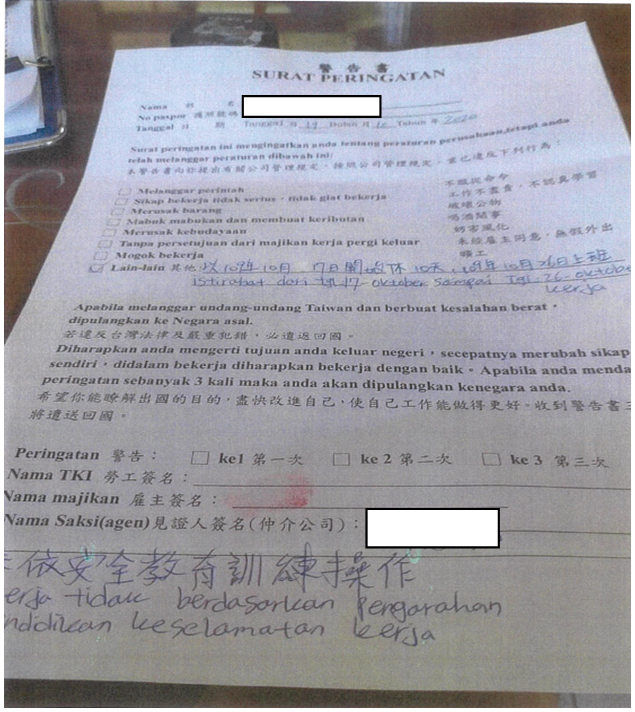 警告書
SURAT PERINGATAN
Nama 姓 名
No paspor 護照號碼
Tanggal 日 期 Tanggal 日 19 Bulan 月 10 Tahun 年 2020
Surat peringatan ini mengingatkan anda tentang peraturan perusahaan, tetapi anda
telah melanggar peraturan dibawah ini:
本警告書向你提出有關公司管理規定，按照公司管理規定，並已違反下列行為：
□ Melanggar perintah 不服從命令
□ Sikap bekerja tidak serius，tidak giat bekerja 工作不盡責，不認真學習
□ Merusak barang 破壞公物
□ Mabuk mabukan dan membuat keributan 喝酒鬧事
□ Merusak kebudayaan 妨害風化
□ Tanpa persetujuan dari majikan kerja pergi keluar 未經雇主同意，無假外出
□ Mogok bekerja 曠工
☑ Lain-lain 其他: 以109年10月 17日開始休10天，109年10月26日上班
istirahat dari tgl 17 oktober sampai tgl 26 oktober
kerja
Apabila melanggar undang-undang Taiwan dan berbuat kesalahan berat，
dipulangkan ke Negara asal.
若違反台灣法律及嚴重犯錯，必遣返回國。
Diharapkan anda mengerti tujuan anda keluar negeri，secepatnya merubah sikap
sendiri，didalam bekerja diharapkan bekerja dengan baik。Apabila anda menda
peringatan sebanyak 3 kali maka anda akan dipulangkan kenegara anda.
希望你能瞭解出國的目的，盡快改進自己，使自己工作能做得更好。收到警告書三
將遣送回國。
Peringatan 警告： □ ke1 第一次 □ ke 2 第二次 □ ke 3 第三次
Nama TKI 勞工簽名：
Nama majikan 雇主簽名：
Nama Saksi(agen)見證人簽名(仲介公司)：
依安全教育訓練操作
erja tidak berdasarkan pengarahan
ndidikan keselamatan kerja